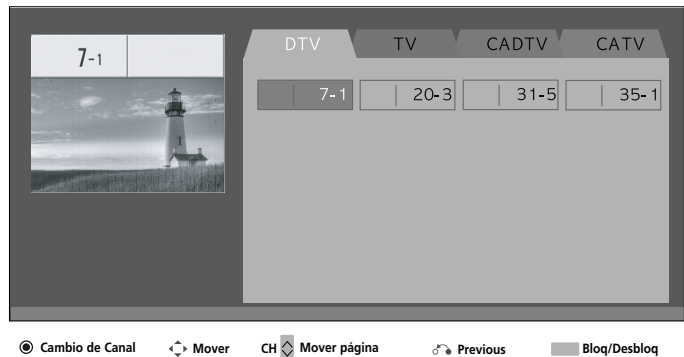 7-1
DTV TV CADTV CATV
7-1 20-3 31-5 35-1
Cambio de Canal Mover CH Mover página Previous Bloq/Desbloq